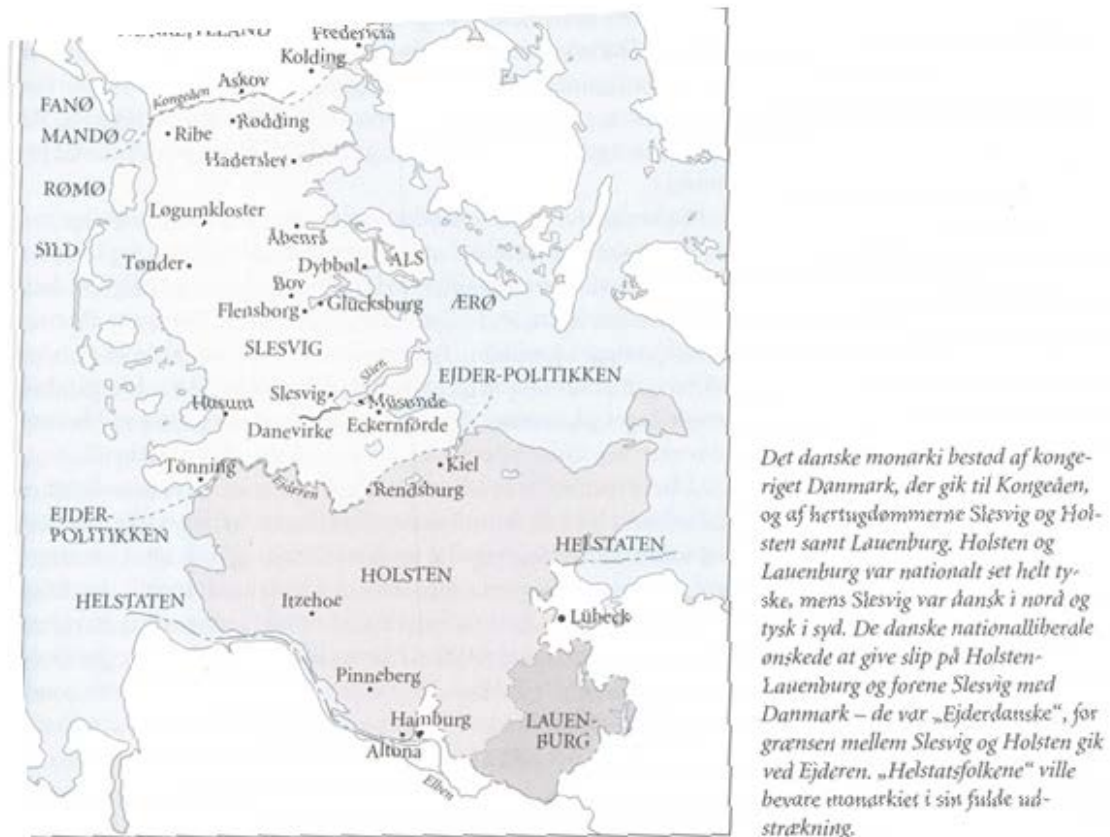 Fredericia
Kolding
Askov
Kongeåen
FANØ
MANDØ
Ribe
Rødding
Haderslev
RØMØ
Løgumkloster
Åbenrå
SILD
Tønder
Dybbøl
ALS
Bov
Flensborg
Glücksburg
ÆRØ
SLESVIG
Slien
EJDER-POLITIKKEN
Slesvig
Müsunde
Husum
Danevirke
Eckernförde
Tönning
Kiel
Ejderen
Rendsburg
EJDER-
POLITIKKEN
HELSTATEN
HOLSTEN
HELSTATEN
Itzehoe
Lübeck
Pinneberg
Hamburg
LAUEN-
BURG
Altona
Elben
Det danske monarki bestod af konge-
riget Danmark, der gik til Kongeåen,
og af hertugdømmerne Slesvig og Hol-
sten samt Lauenburg. Holsten og
Lauenburg var nationalt set helt ty-
ske, mens Slesvig var dansk i nord og
tysk i syd. De danske nationalliberale
ønskede at give slip på Holsten-
Lauenburg og forene Slesvig med
Danmark – de var „Ejderdanske“, for
grænsen mellem Slesvig og Holsten gik
ved Ejderen. „Helstatsfolkene“ ville
bevare monarkiet i sin fulde ud-
strækning.